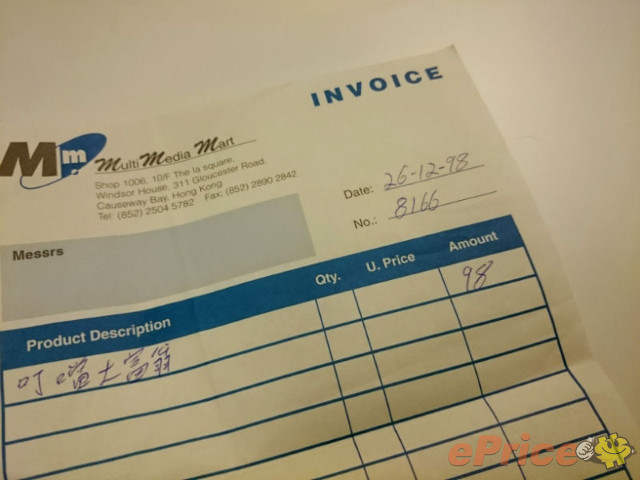 INVOICE
Mm
MultiMedia Mart
Shop 1006, 10/F The la square,
Windsor House, 311 Gloucester Road,
Causeway Bay, Hong Kong
Tel: (852) 2504 5782 Fax: (852) 2890 2842
Date: 26-12-98
No.: 8166
Messrs
Product Description Qty. U. Price Amount
叮噹大富翁 98
ePrice